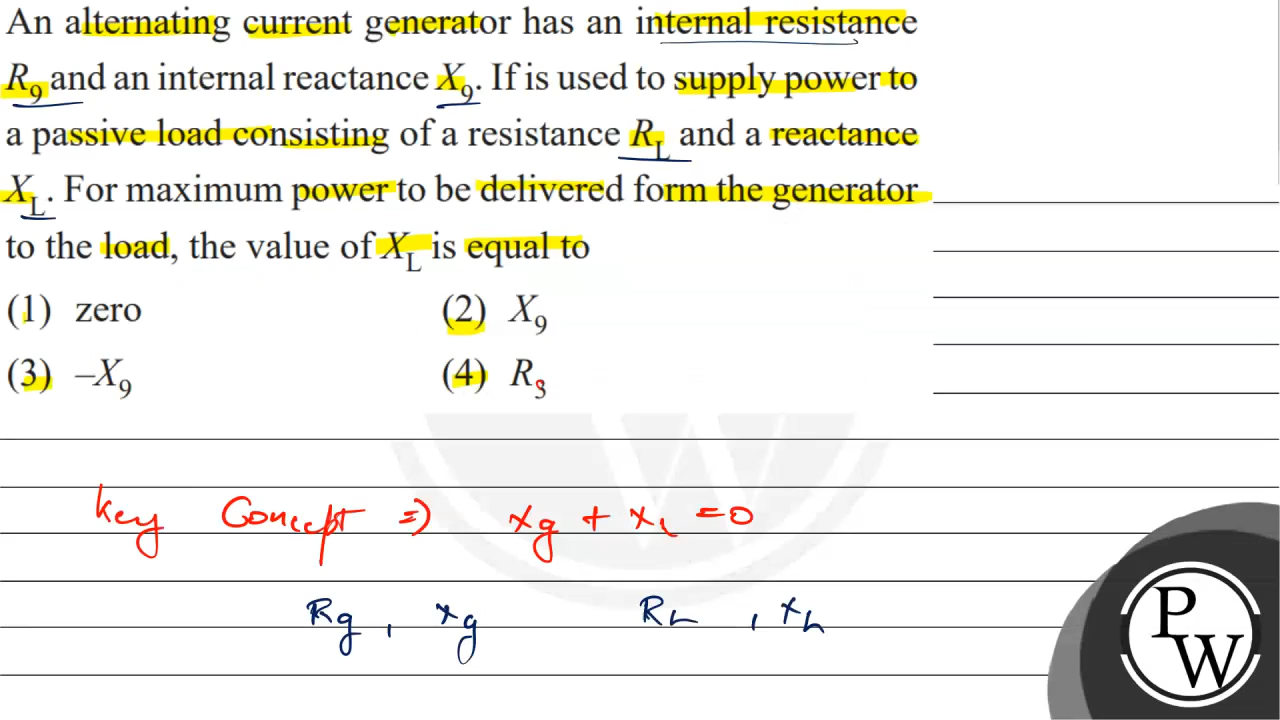 An alternating current generator has an internal resistance
R9 and an internal reactance X9. If is used to supply power to
a passive load consisting of a resistance RL and a reactance
XL. For maximum power to be delivered form the generator
to the load, the value of XL is equal to
(1) zero (2) X9
(3) –X9 (4) R9
Key Concept ⇒ xg + xL = 0
Rg , xg RL , xL
PW